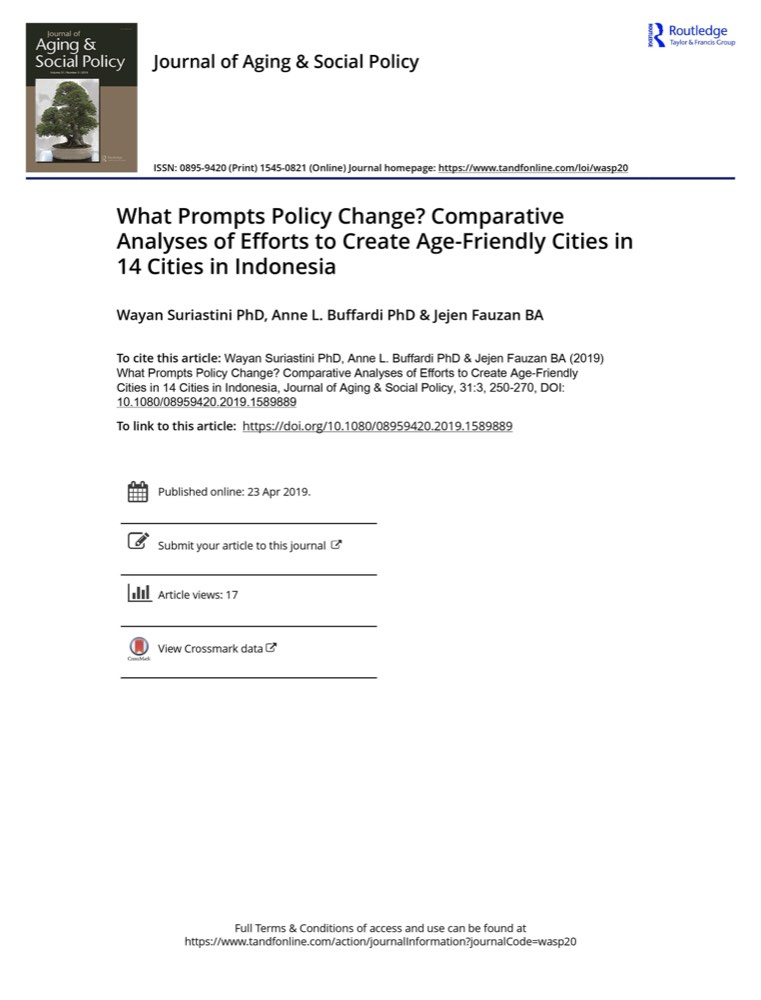 Journal of
Aging &
Social Policy
Routledge
Taylor & Francis Group
ROUTLEDGE
Journal of Aging & Social Policy
ISSN: 0895-9420 (Print) 1545-0821 (Online) Journal homepage: https://www.tandfonline.com/loi/wasp20
What Prompts Policy Change? Comparative
Analyses of Efforts to Create Age-Friendly Cities in
14 Cities in Indonesia
Wayan Suriastini PhD, Anne L. Buffardi PhD & Jejen Fauzan BA
To cite this article: Wayan Suriastini PhD, Anne L. Buffardi PhD & Jejen Fauzan BA (2019)
What Prompts Policy Change? Comparative Analyses of Efforts to Create Age-Friendly
Cities in 14 Cities in Indonesia, Journal of Aging & Social Policy, 31:3, 250-270, DOI:
10.1080/08959420.2019.1589889
To link to this article: https://doi.org/10.1080/08959420.2019.1589889
Published online: 23 Apr 2019.
Submit your article to this journal
Article views: 17
View Crossmark data
CrossMark
Full Terms & Conditions of access and use can be found at
https://www.tandfonline.com/action/journalInformation?journalCode=wasp20